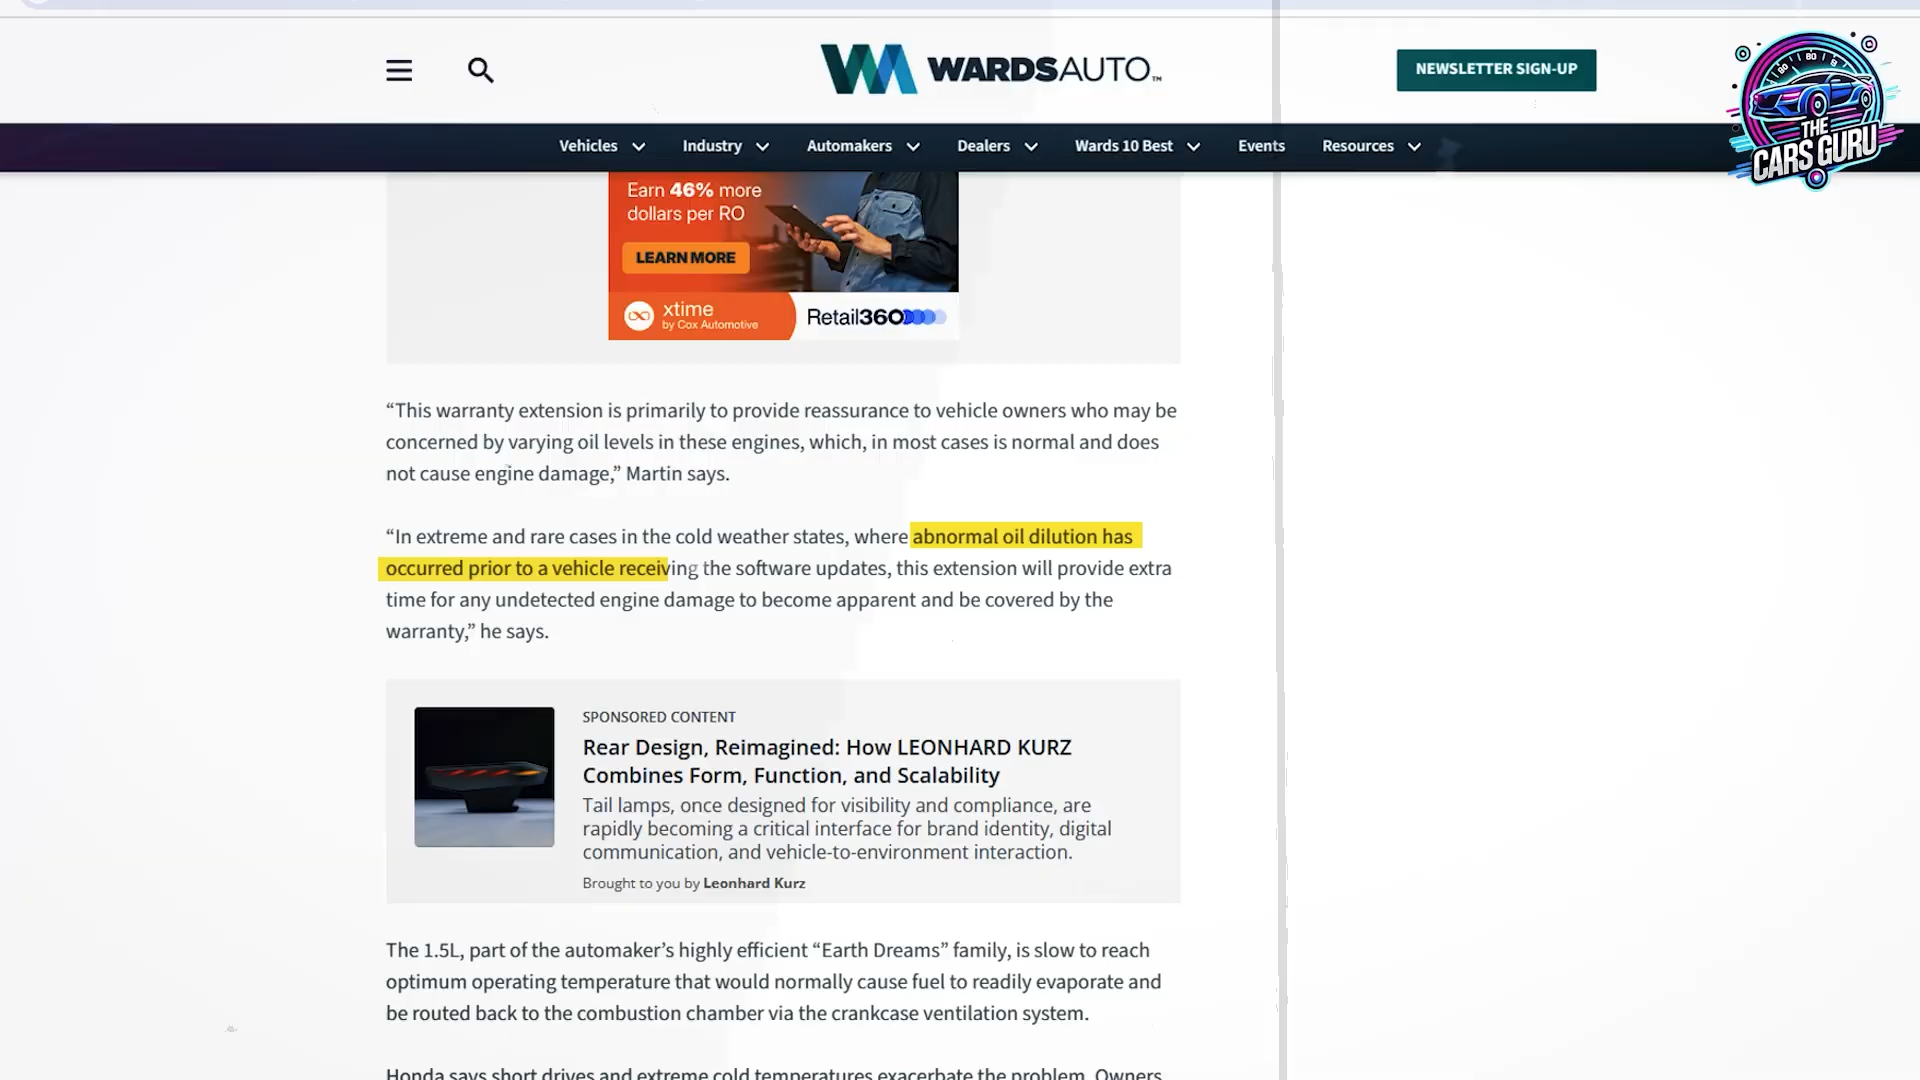 WARDSAUTO™
NEWSLETTER SIGN-UP
THE
CARS GURU
Vehicles Industry Automakers Dealers Wards 10 Best Events Resources
Earn 46% more
dollars per RO
LEARN MORE
xtime
by Cox Automotive
Retail360
“This warranty extension is primarily to provide reassurance to vehicle owners who may be
concerned by varying oil levels in these engines, which, in most cases is normal and does
not cause engine damage,” Martin says.
“In extreme and rare cases in the cold weather states, where abnormal oil dilution has
occurred prior to a vehicle receiving the software updates, this extension will provide extra
time for any undetected engine damage to become apparent and be covered by the
warranty,” he says.
SPONSORED CONTENT
Rear Design, Reimagined: How LEONHARD KURZ
Combines Form, Function, and Scalability
Tail lamps, once designed for visibility and compliance, are
rapidly becoming a critical interface for brand identity, digital
communication, and vehicle-to-environment interaction.
Brought to you by Leonhard Kurz
The 1.5L, part of the automaker’s highly efficient “Earth Dreams” family, is slow to reach
optimum operating temperature that would normally cause fuel to readily evaporate and
be routed back to the combustion chamber via the crankcase ventilation system.
Honda says short drives and extreme cold temperatures exacerbate the problem. Owners